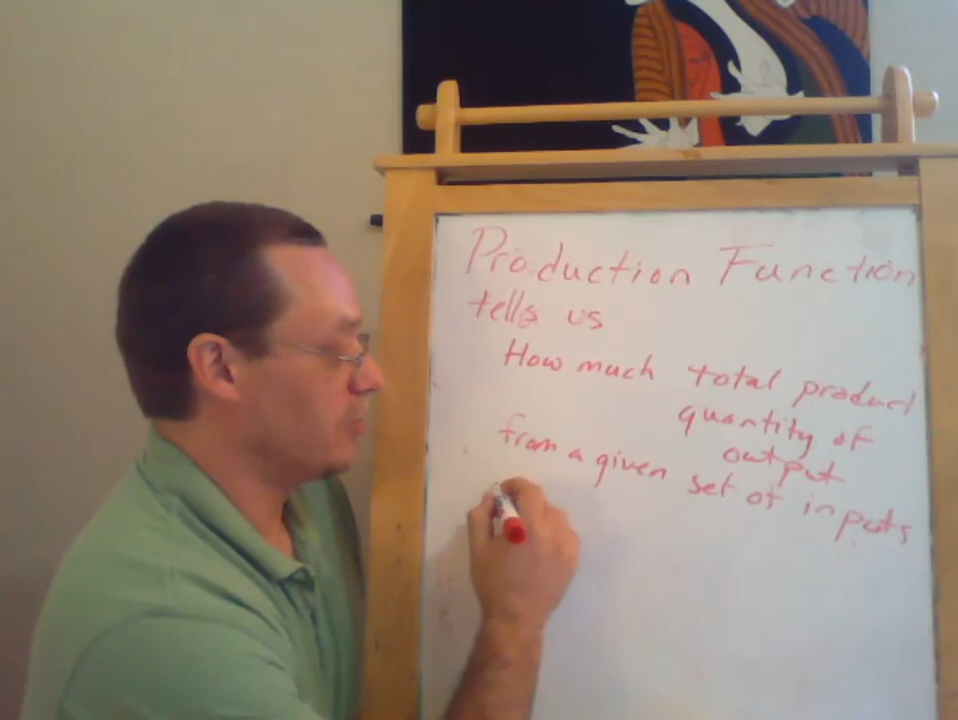 Production Function
tells us
How much total product
quantity of
output
from a given set of inputs